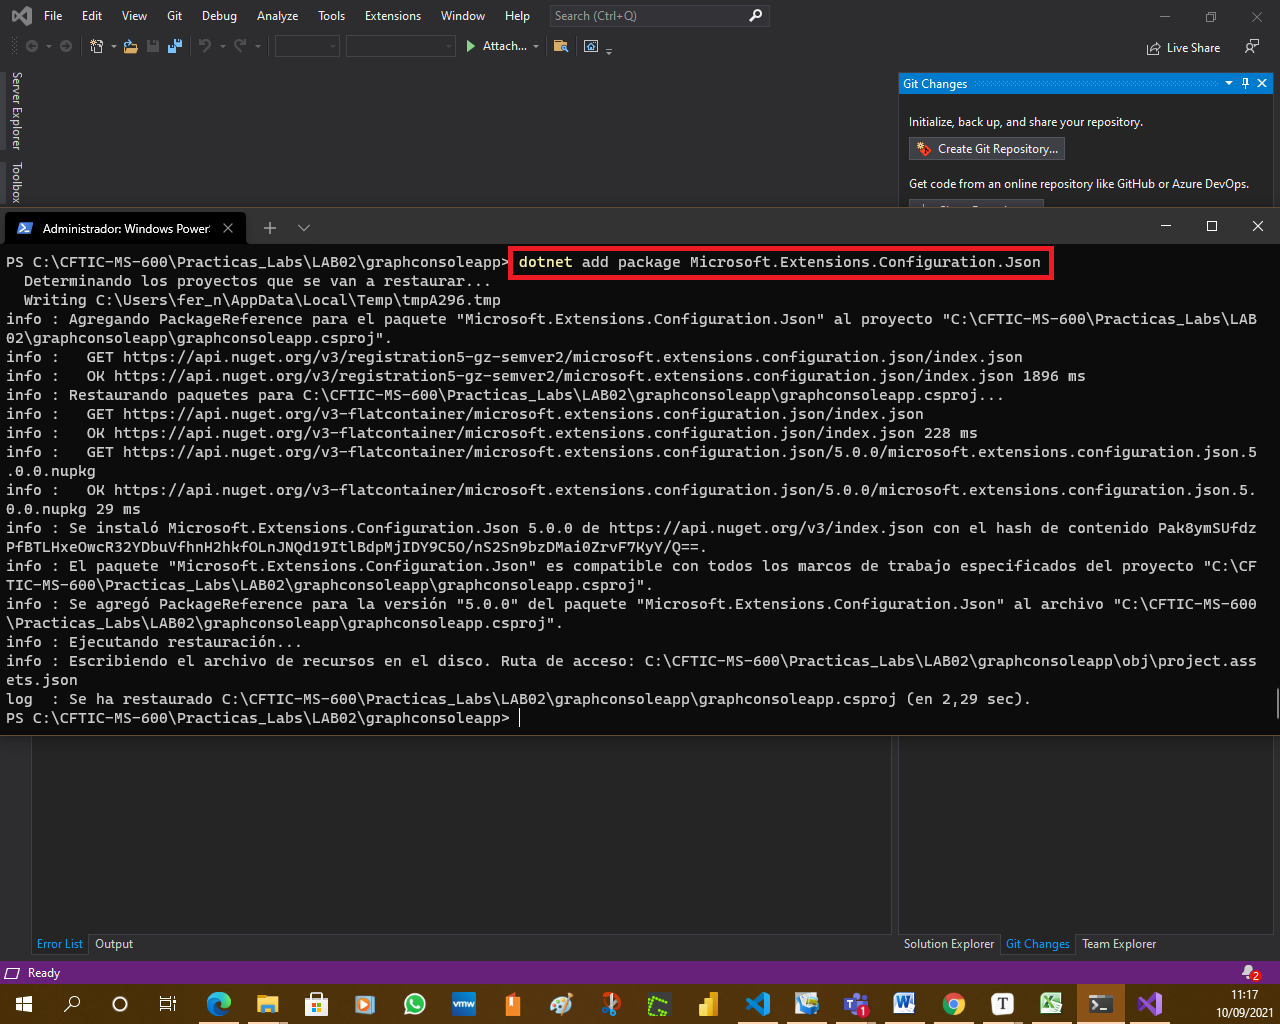 File Edit View Git Debug Analyze Tools Extensions Window Help Search (Ctrl+Q)
Attach... Live Share
Server Explorer
Toolbox
Git Changes
Initialize, back up, and share your repository.
Create Git Repository...
Get code from an online repository like GitHub or Azure DevOps.
Administrador: Windows Power
PS C:\CFTIC-MS-600\Practicas_Labs\LAB02\graphconsoleapp> dotnet add package Microsoft.Extensions.Configuration.Json
Determinando los proyectos que se van a restaurar...
Writing C:\Users\fer_n\AppData\Local\Temp\tmpA296.tmp
info : Agregando PackageReference para el paquete "Microsoft.Extensions.Configuration.Json" al proyecto "C:\CFTIC-MS-600\Practicas_Labs\LAB
02\graphconsoleapp\graphconsoleapp.csproj".
info :   GET https://api.nuget.org/v3/registration5-gz-semver2/microsoft.extensions.configuration.json/index.json
info :   OK https://api.nuget.org/v3/registration5-gz-semver2/microsoft.extensions.configuration.json/index.json 1896 ms
info : Restaurando paquetes para C:\CFTIC-MS-600\Practicas_Labs\LAB02\graphconsoleapp\graphconsoleapp.csproj...
info :   GET https://api.nuget.org/v3-flatcontainer/microsoft.extensions.configuration.json/index.json
info :   OK https://api.nuget.org/v3-flatcontainer/microsoft.extensions.configuration.json/index.json 228 ms
info :   GET https://api.nuget.org/v3-flatcontainer/microsoft.extensions.configuration.json/5.0.0/microsoft.extensions.configuration.json.5
.0.0.nupkg
info :   OK https://api.nuget.org/v3-flatcontainer/microsoft.extensions.configuration.json/5.0.0/microsoft.extensions.configuration.json.5.
0.0.nupkg 29 ms
info : Se instaló Microsoft.Extensions.Configuration.Json 5.0.0 de https://api.nuget.org/v3/index.json con el hash de contenido Pak8ymSUfdz
PfBTLHxeOwcR32YDbuVfhnH2hkfOLnJNQd19ItlBdpMjIDY9C5O/nS2Sn9bzDMai0ZrvF7KyY/Q==.
info : El paquete "Microsoft.Extensions.Configuration.Json" es compatible con todos los marcos de trabajo especificados del proyecto "C:\CF
TIC-MS-600\Practicas_Labs\LAB02\graphconsoleapp\graphconsoleapp.csproj".
info : Se agregó PackageReference para la versión "5.0.0" del paquete "Microsoft.Extensions.Configuration.Json" al archivo "C:\CFTIC-MS-600
\Practicas_Labs\LAB02\graphconsoleapp\graphconsoleapp.csproj".
info : Ejecutando restauración...
info : Escribiendo el archivo de recursos en el disco. Ruta de acceso: C:\CFTIC-MS-600\Practicas_Labs\LAB02\graphconsoleapp\obj\project.ass
ets.json
log  : Se ha restaurado C:\CFTIC-MS-600\Practicas_Labs\LAB02\graphconsoleapp\graphconsoleapp.csproj (en 2,29 sec).
PS C:\CFTIC-MS-600\Practicas_Labs\LAB02\graphconsoleapp>
Error List Output Solution Explorer Git Changes Team Explorer
Ready 2
vmw 1 T
11:17
10/09/2021